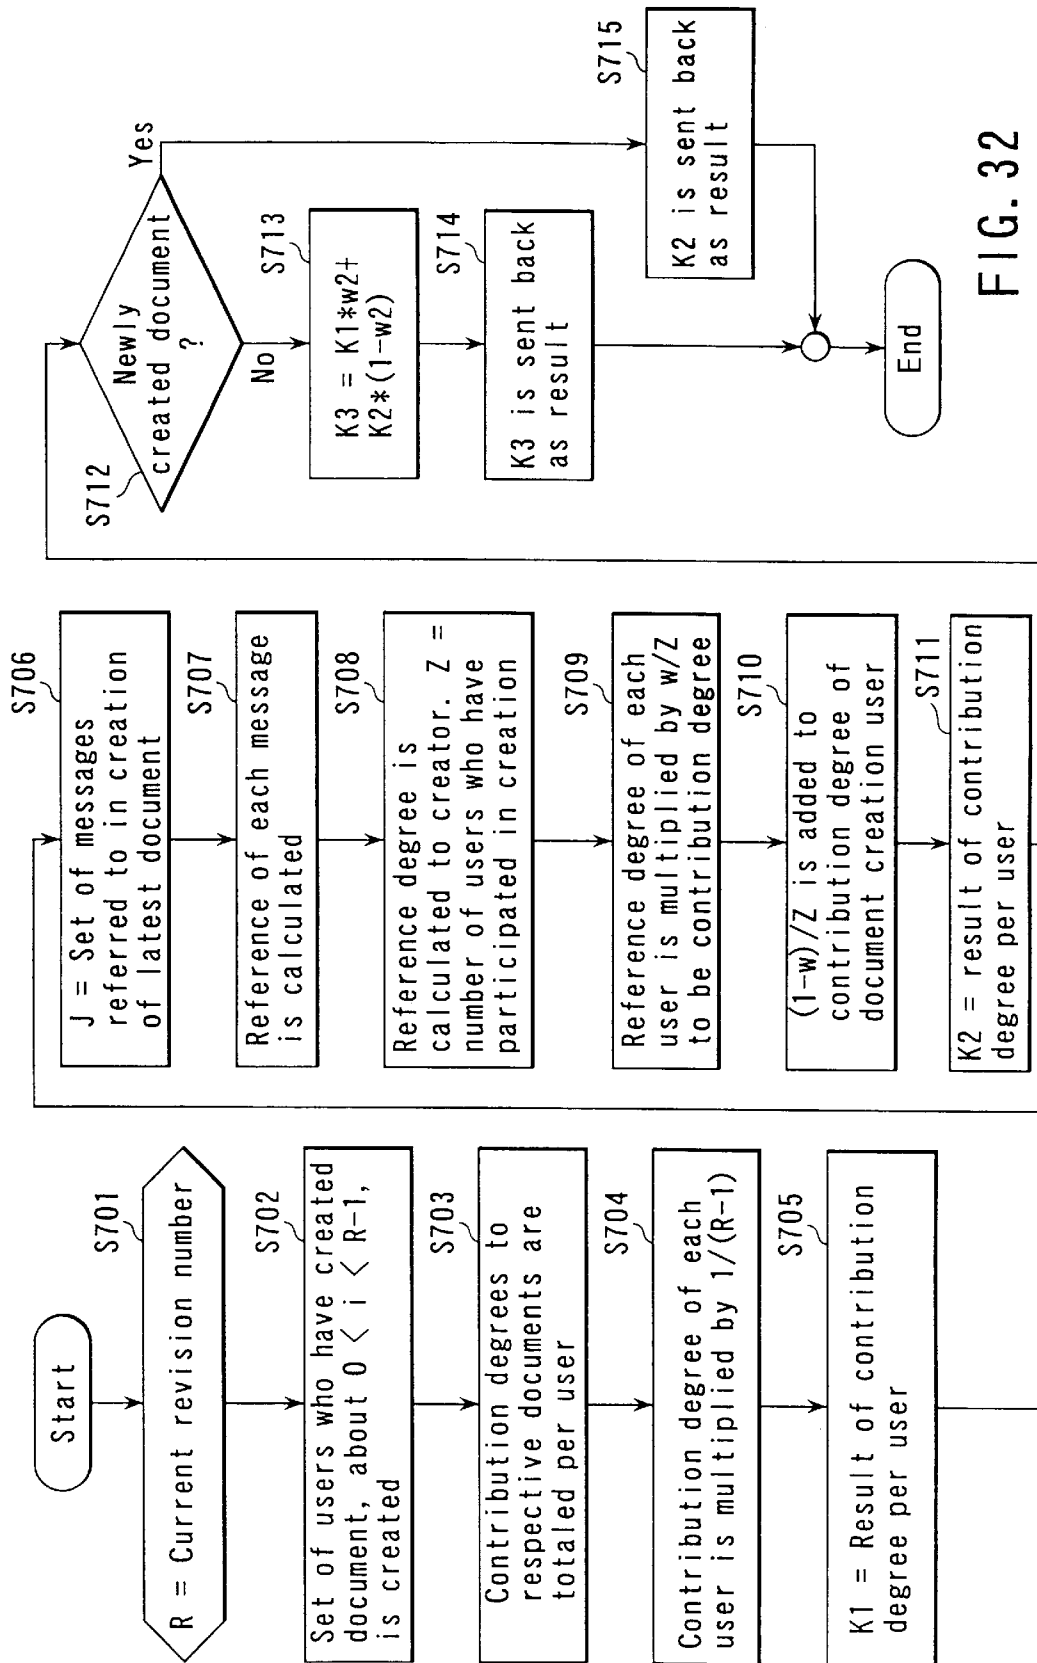 Start
S701
R = Current revision number
S702
Set of users who have created
document, about 0 < i < R-1,
is created
S703
Contribution degrees to
respective documents are
totaled per user
S704
Contribution degree of each
user is multiplied by 1/(R-1)
S705
K1 = Result of contribution
degree per user
S706
J = Set of messages
referred to in creation
of latest document
S707
Reference of each message
is calculated
S708
Reference degree is
calculated to creator. Z =
number of users who have
participated in creation
S709
Reference degree of each
user is multiplied by w/Z
to be contribution degree
S710
(1-w)/Z is added to
contribution degree of
document creation user
S711
K2 = result of contribution
degree per user
S712
Newly
created document
?
Yes
No
S713
K3 = K1*w2+
K2*(1-w2)
S714
K3 is sent back
as result
S715
K2 is sent back
as result
End
FIG. 32